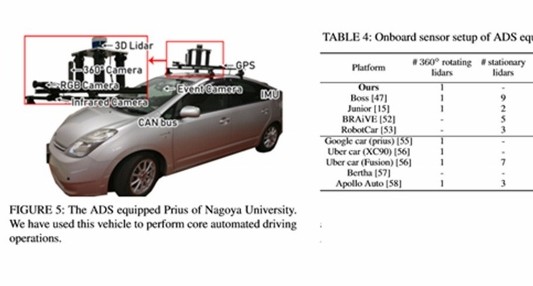 3D Lidar
360° Camera
RGB Camera
Infrared Camera
GPS
Event Camera
IMU
CAN bus
FIGURE 5: The ADS equipped Prius of Nagoya University.
We have used this vehicle to perform core automated driving
operations.
TABLE 4: Onboard sensor setup of ADS equ
Platform # 360° rotating lidars # stationary lidars
Ours 1 -
Boss [47] 1 9
Junior [15] 1 2
BRAiVE [52] - 5
RobotCar [53] - 3
Google car (prius) [55] 1 -
Uber car (XC90) [56] 1 -
Uber car (Fusion) [56] 1 7
Bertha [57] - -
Apollo Auto [58] 1 3